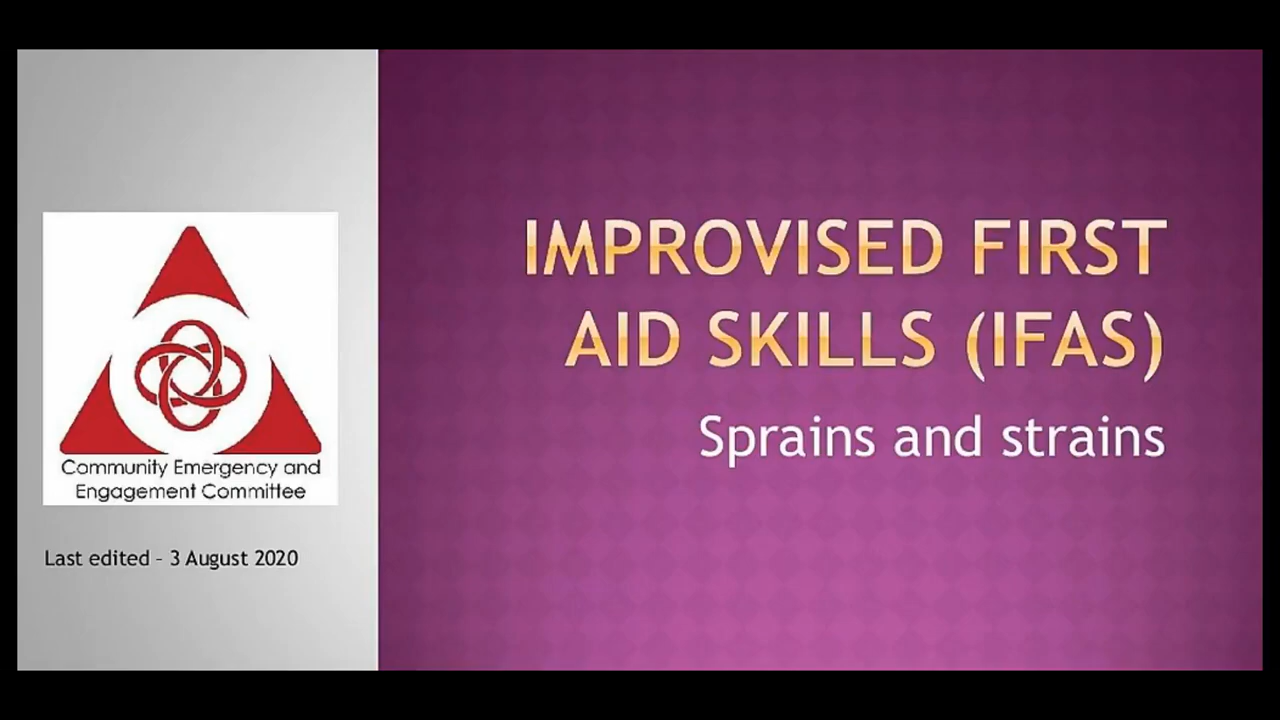 Community Emergency and
Engagement Committee
Last edited - 3 August 2020
IMPROVISED FIRST
AID SKILLS (IFAS)
Sprains and strains